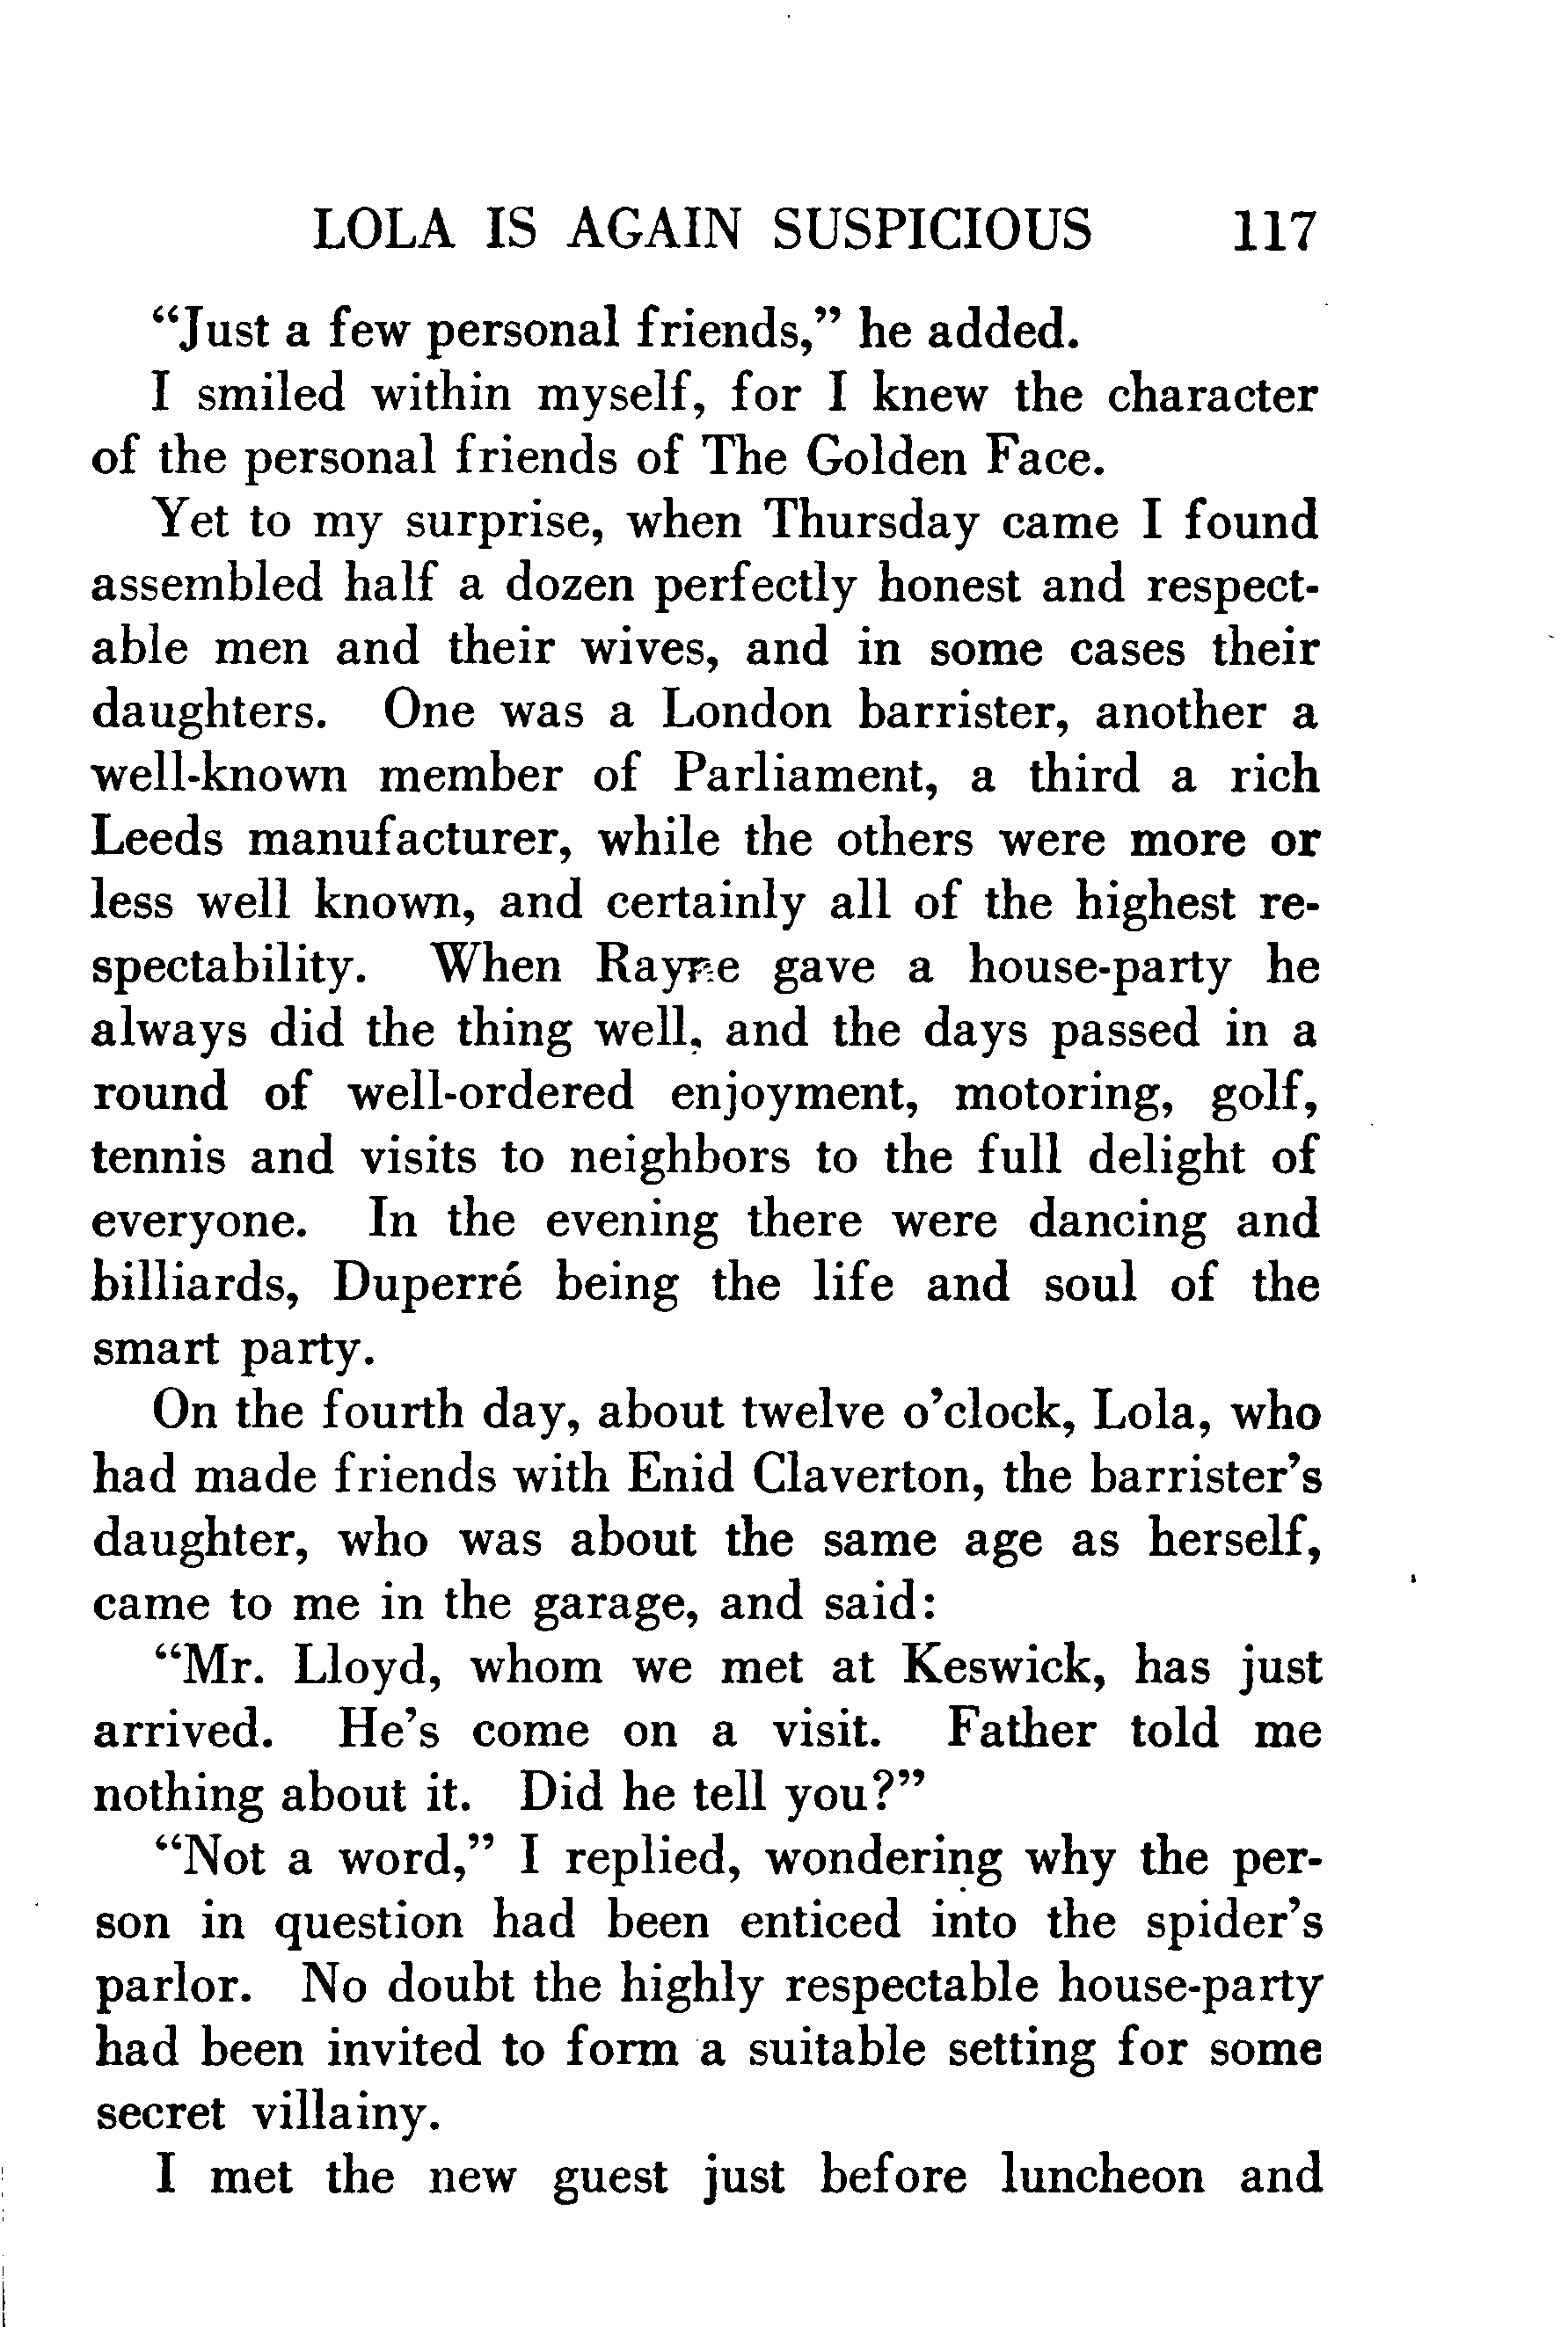 LOLA IS AGAIN SUSPICIOUS 117
“Just a few personal friends,” he added.
I smiled within myself, for I knew the character
of the personal friends of The Golden Face.
Yet to my surprise, when Thursday came I found
assembled half a dozen perfectly honest and respect-
able men and their wives, and in some cases their
daughters. One was a London barrister, another a
well-known member of Parliament, a third a rich
Leeds manufacturer, while the others were more or
less well known, and certainly all of the highest re-
spectability. When Rayne gave a house-party he
always did the thing well, and the days passed in a
round of well-ordered enjoyment, motoring, golf,
tennis and visits to neighbors to the full delight of
everyone. In the evening there were dancing and
billiards, Duperré being the life and soul of the
smart party.
On the fourth day, about twelve o’clock, Lola, who
had made friends with Enid Claverton, the barrister’s
daughter, who was about the same age as herself,
came to me in the garage, and said:
“Mr. Lloyd, whom we met at Keswick, has just
arrived. He’s come on a visit. Father told me
nothing about it. Did he tell you?”
“Not a word,” I replied, wondering why the per-
son in question had been enticed into the spider’s
parlor. No doubt the highly respectable house-party
had been invited to form a suitable setting for some
secret villainy.
I met the new guest just before luncheon and